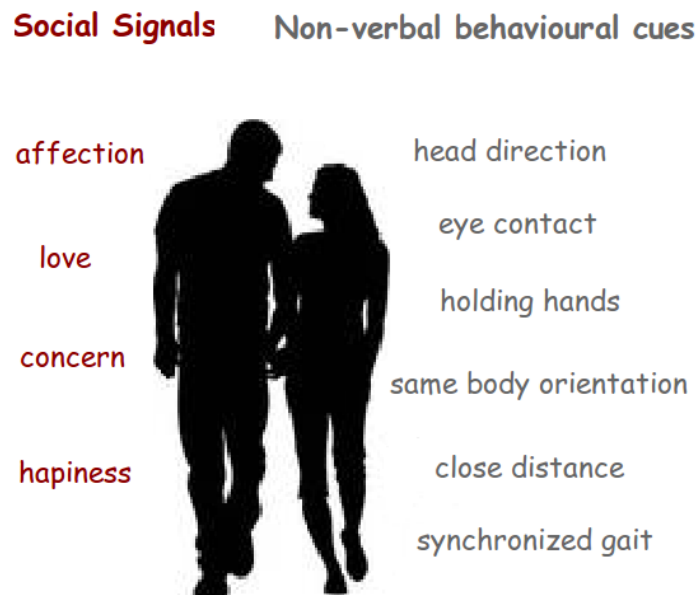 Social Signals
Non-verbal behavioural cues
affection
love
concern
hapiness
head direction
eye contact
holding hands
same body orientation
close distance
synchronized gait